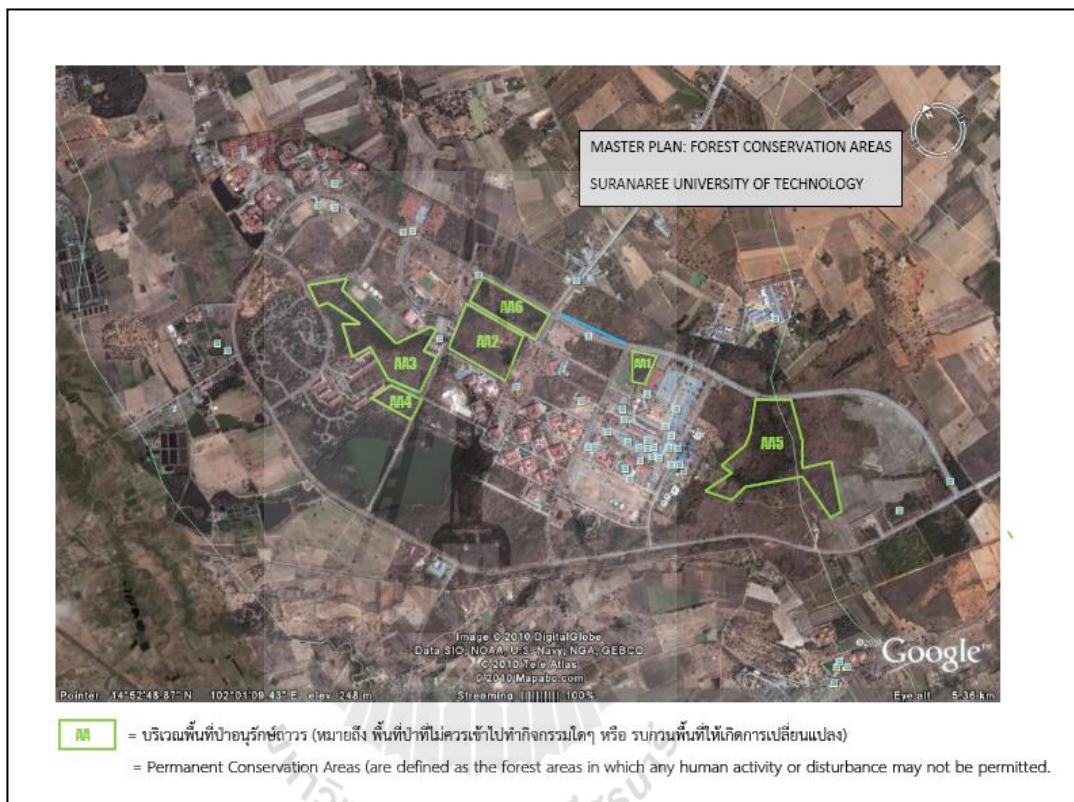 MASTER PLAN: FOREST CONSERVATION AREAS
SURANAREE UNIVERSITY OF TECHNOLOGY
N
AA6
AA2
AA1
AA3
AA4
AA5
Image © 2010 DigitalGlobe
Data SIO, NOAA, U.S. Navy, NGA, GEBCO
© 2010 Tele Atlas
© 2010 Mapabc.com
Google
Pointer 14°52'48.87" N 102°01'09.43" E elev 248 m Streaming 100% Eye alt 5.36 km
AA = บริเวณพื้นที่ป่าอนุรักษ์ถาวร (หมายถึง พื้นที่ป่าที่ไม่ควรเข้าไปทำกิจกรรมใดๆ หรือ รบกวนพื้นที่ให้เกิดการเปลี่ยนแปลง)
= Permanent Conservation Areas (are defined as the forest areas in which any human activity or disturbance may not be permitted.